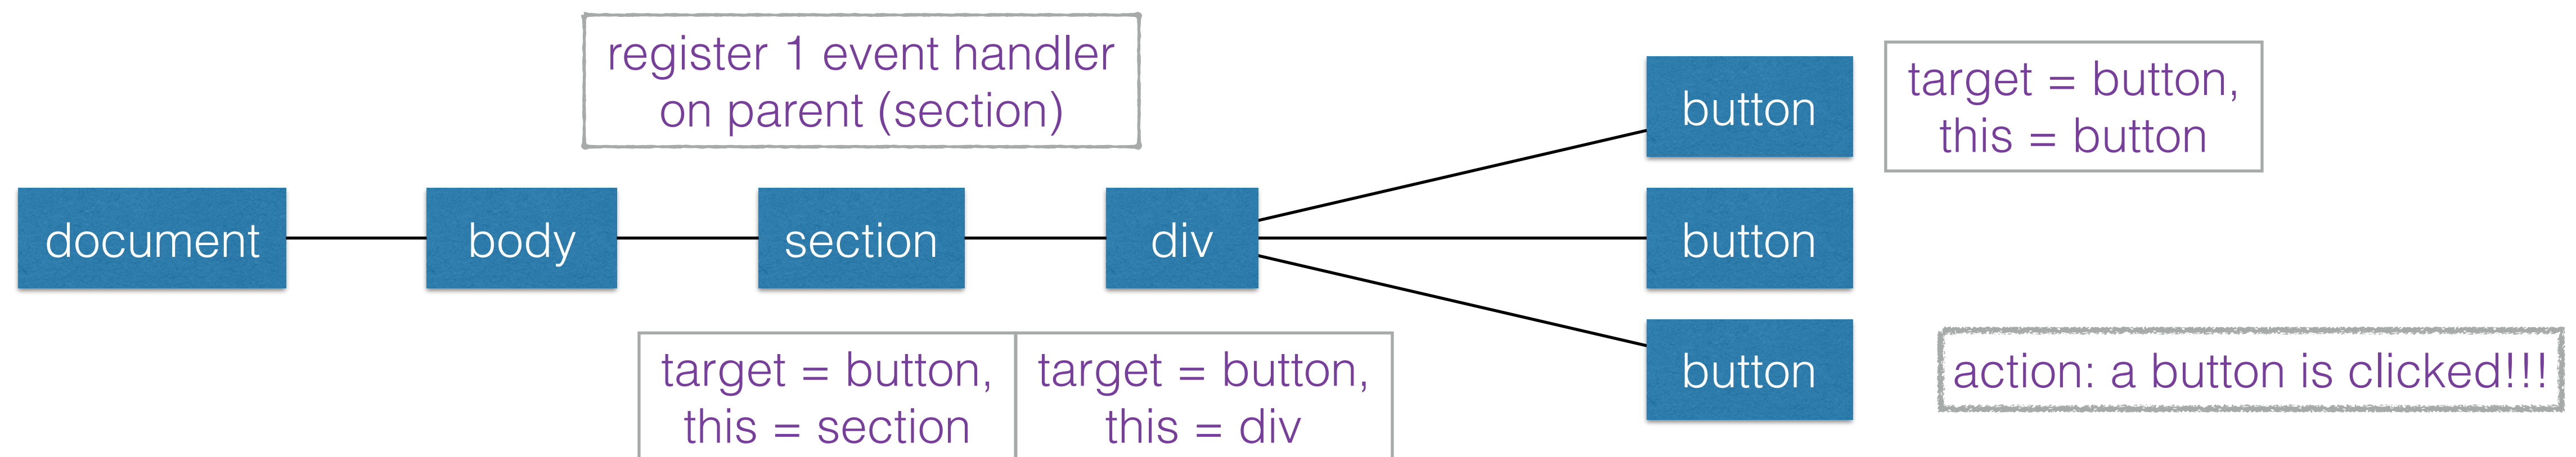 register 1 event handler
on parent (section)
button
target = button,
this = button
document
body
section
div
button
target = button,
this = section
target = button,
this = div
button
action: a button is clicked!!!